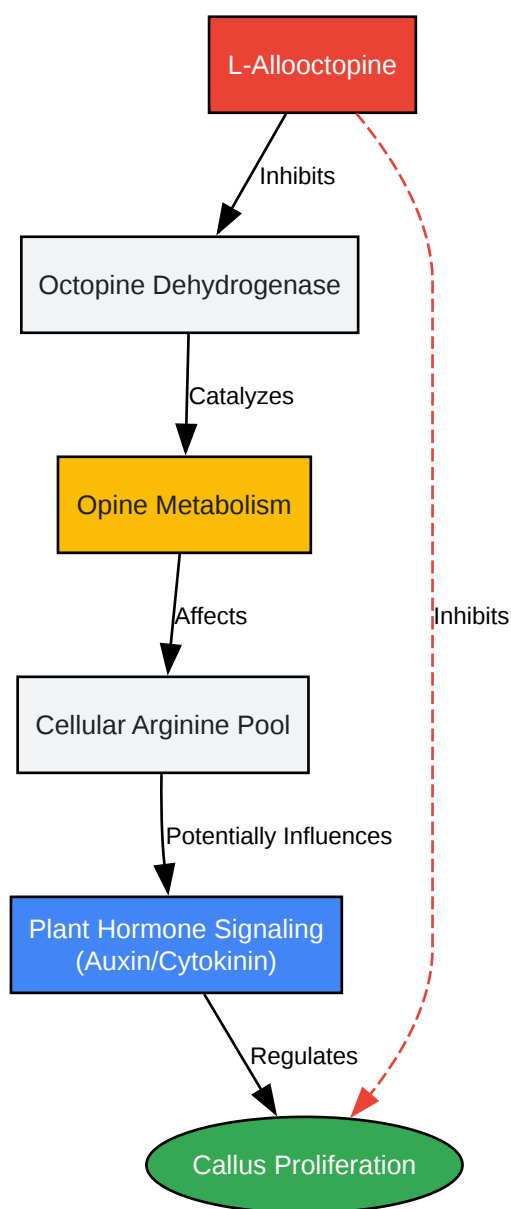 L-Allooctopine
Inhibits
Octopine Dehydrogenase
Catalyzes
Opine Metabolism
Affects
Inhibits
Cellular Arginine Pool
Potentially Influences
Plant Hormone Signaling
(Auxin/Cytokinin)
Regulates
Callus Proliferation